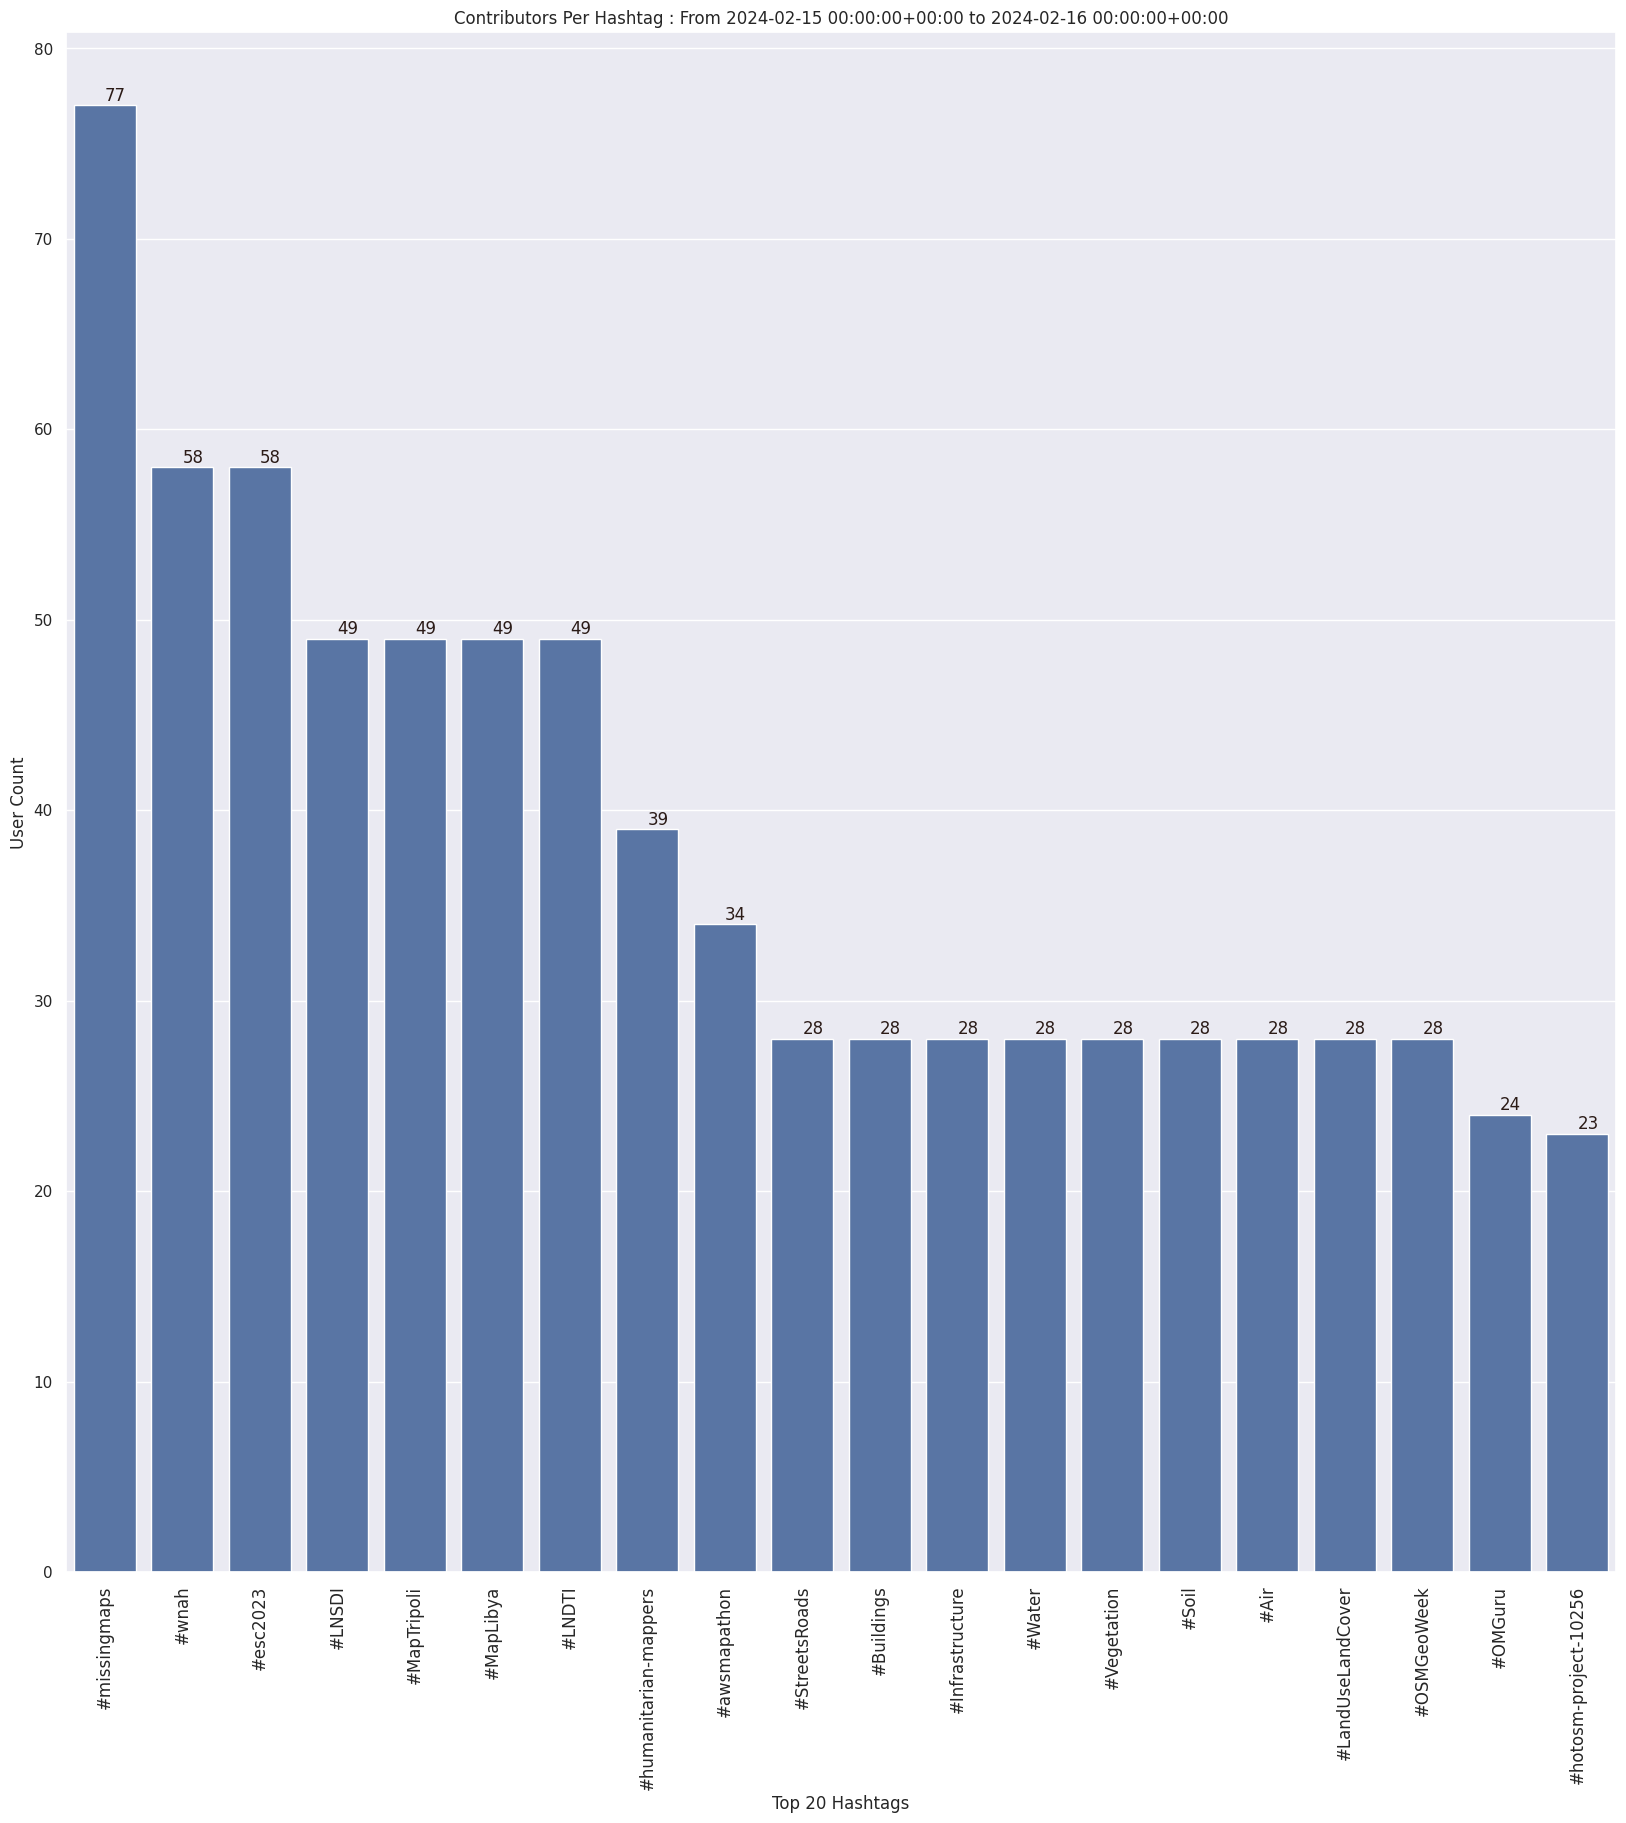 Contributors Per Hashtag : From 2024-02-15 00:00:00+00:00 to 2024-02-16 00:00:00+00:00
User Count
80
70
60
50
40
30
20
10
0
77
58
58
49
49
49
49
39
34
28
28
28
28
28
28
28
28
28
24
23
#missingmaps
#wnah
#esc2023
#LNSDI
#MapTripoli
#MapLibya
#LNDTI
#humanitarian-mappers
#awsmapathon
#StreetsRoads
#Buildings
#Infrastructure
#Water
#Vegetation
#Soil
#Air
#LandUseLandCover
#OSMGeoWeek
#OMGuru
#hotosm-project-10256
Top 20 Hashtags